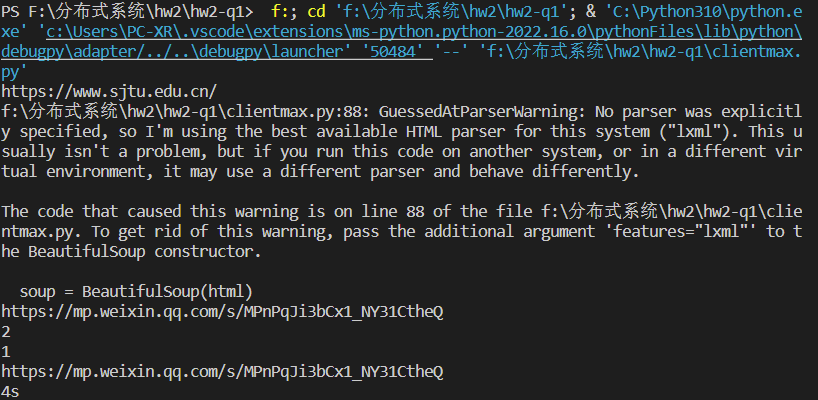 PS F:\分布式系统\hw2\hw2-q1>  f:; cd 'f:\分布式系统\hw2\hw2-q1'; & 'C:\Python310\python.e
xe' 'c:\Users\PC-XR\.vscode\extensions\ms-python.python-2022.16.0\pythonFiles\lib\python\
debugpy\adapter/../..\debugpy\launcher' '50484' '--' 'f:\分布式系统\hw2\hw2-q1\clientmax.
py'
https://www.sjtu.edu.cn/
f:\分布式系统\hw2\hw2-q1\clientmax.py:88: GuessedAtParserWarning: No parser was explicitl
y specified, so I'm using the best available HTML parser for this system ("lxml"). This u
sually isn't a problem, but if you run this code on another system, or in a different vir
tual environment, it may use a different parser and behave differently.

The code that caused this warning is on line 88 of the file f:\分布式系统\hw2\hw2-q1\clie
ntmax.py. To get rid of this warning, pass the additional argument 'features="lxml"' to t
he BeautifulSoup constructor.

  soup = BeautifulSoup(html)
https://mp.weixin.qq.com/s/MPnPqJi3bCx1_NY31CtheQ
2
1
https://mp.weixin.qq.com/s/MPnPqJi3bCx1_NY31CtheQ
4s